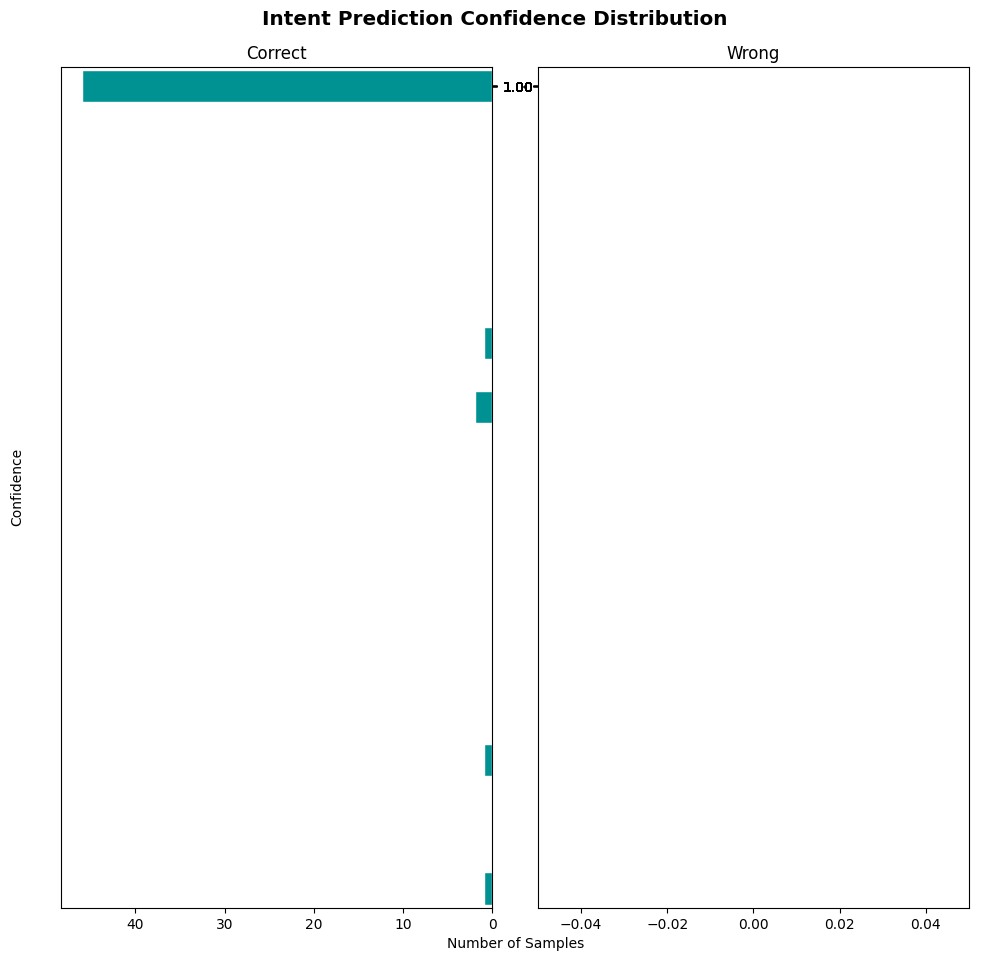 Intent Prediction Confidence Distribution
Correct
Wrong
1.00
Confidence
40 30 20 10 0
−0.04 −0.02 0.00 0.02 0.04
Number of Samples